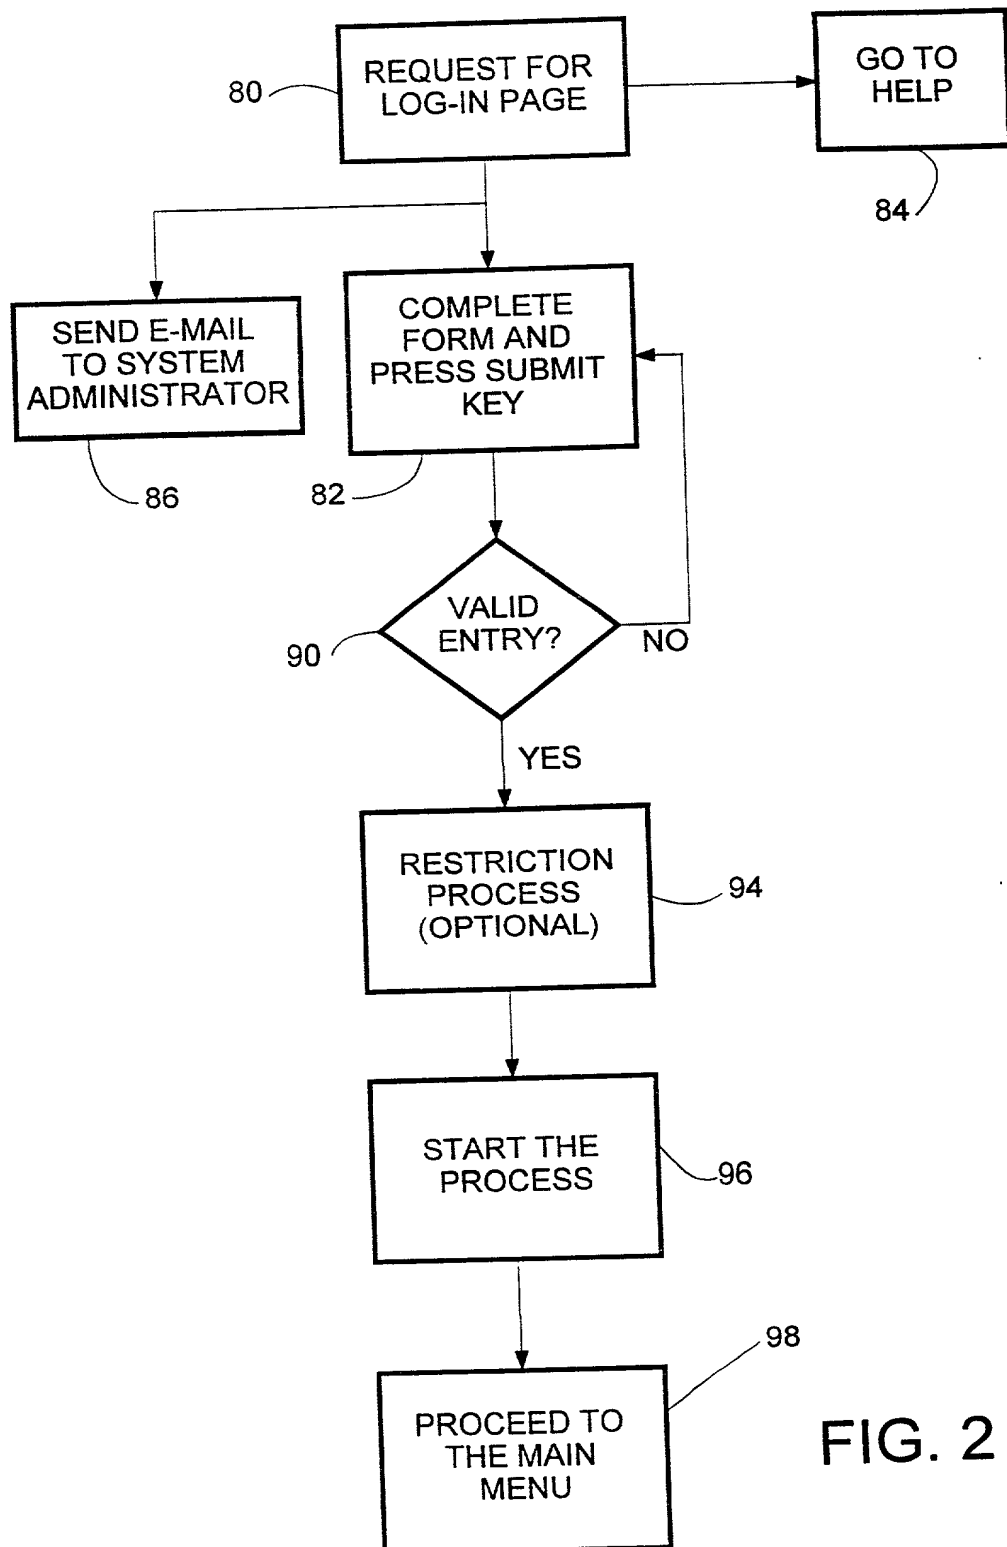 REQUEST FOR
LOG-IN PAGE
80
GO TO
HELP
84
SEND E-MAIL
TO SYSTEM
ADMINISTRATOR
86
COMPLETE
FORM AND
PRESS SUBMIT
KEY
82
VALID
ENTRY?
90
NO
YES
RESTRICTION
PROCESS
(OPTIONAL)
94
START THE
PROCESS
96
98
PROCEED TO
THE MAIN
MENU
FIG. 2